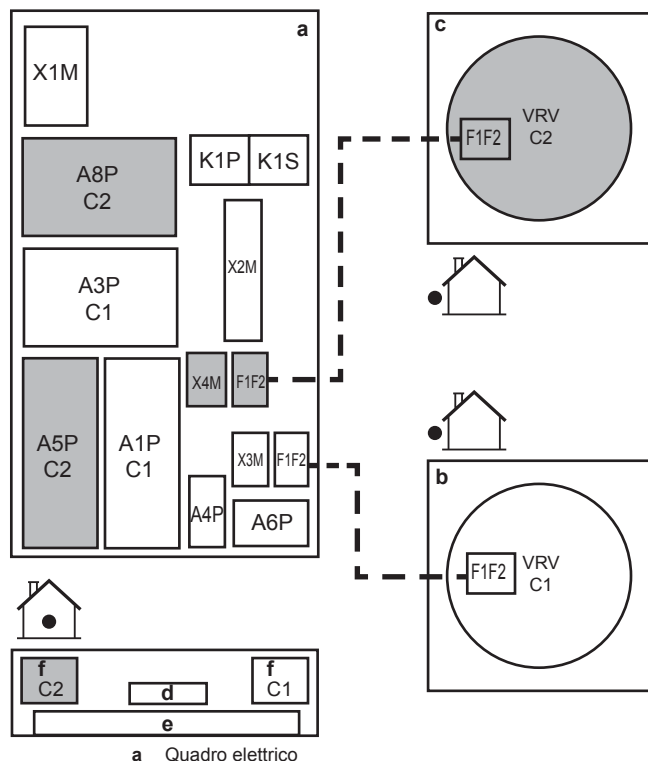 a
X1M
A8P
C2
K1P
K1S
X2M
A3P
C1
X4M
F1F2
A5P
C2
A1P
C1
X3M
F1F2
A4P
A6P
c
F1F2
VRV
C2
b
F1F2
VRV
C1
f
C2
d
f
C1
e
a Quadro elettrico